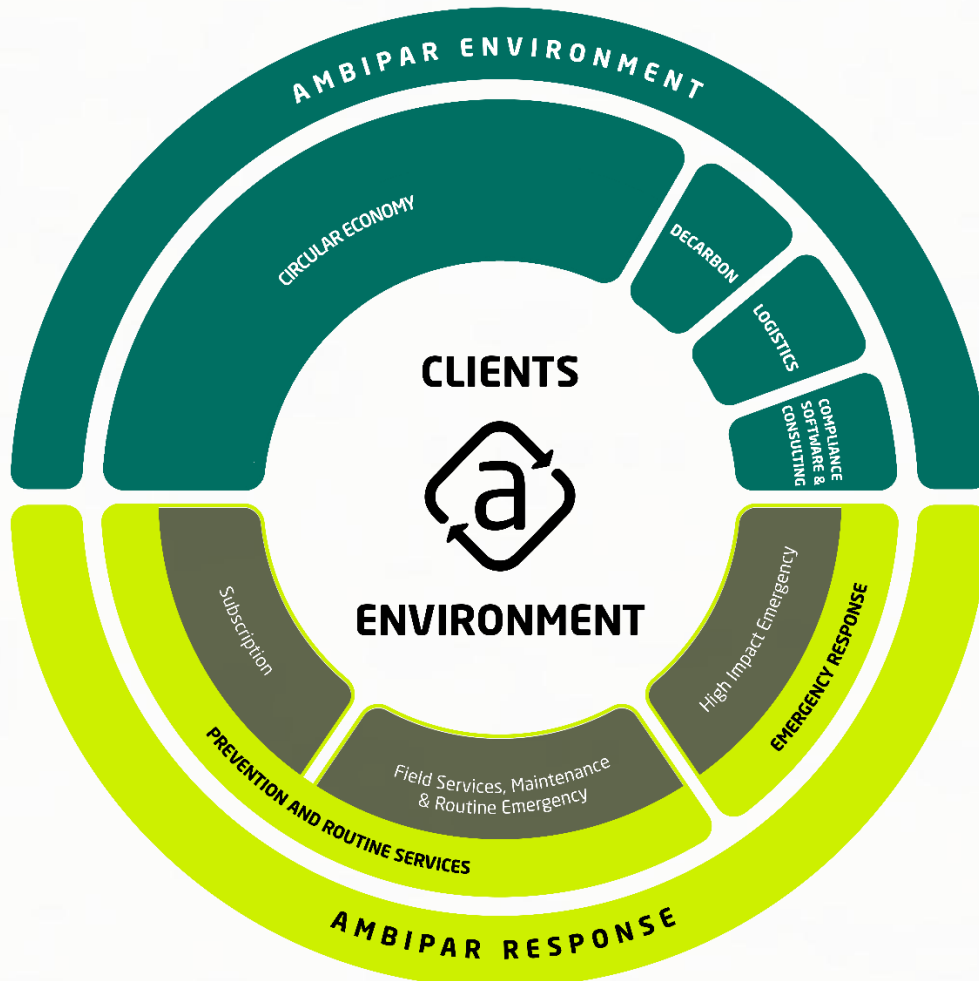 AMBIPAR ENVIRONMENT
CIRCULAR ECONOMY
DECARBON
LOGISTICS
COMPLIANCE
SOFTWARE &
CONSULTING
CLIENTS
a
ENVIRONMENT
Subscription
High Impact Emergency
EMERGENCY RESPONSE
Field Services, Maintenance
& Routine Emergency
PREVENTION AND ROUTINE SERVICES
AMBIPAR RESPONSE